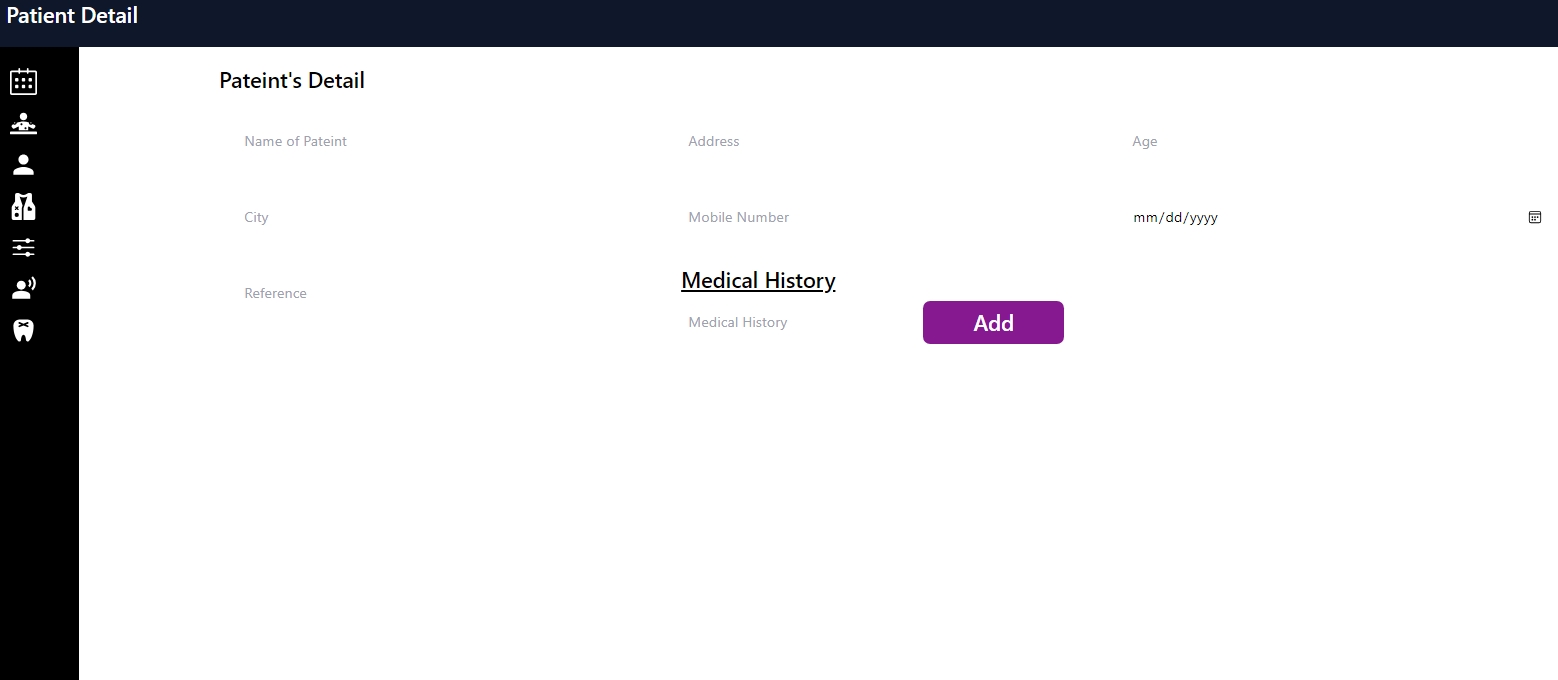 Patient Detail
Pateint's Detail
Name of Pateint Address Age
City Mobile Number mm/dd/yyyy
Medical History
Reference
Medical History Add